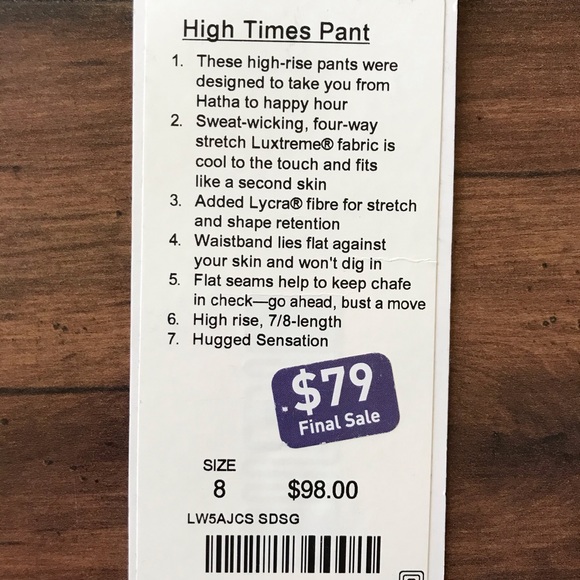 High Times Pant
1. These high-rise pants were
designed to take you from
Hatha to happy hour
2. Sweat-wicking, four-way
stretch Luxtreme® fabric is
cool to the touch and fits
like a second skin
3. Added Lycra® fibre for stretch
and shape retention
4. Waistband lies flat against
your skin and won't dig in
5. Flat seams help to keep chafe
in check—go ahead, bust a move
6. High rise, 7/8-length
7. Hugged Sensation
$79
Final Sale
SIZE
8 $98.00
LW5AJCS SDSG